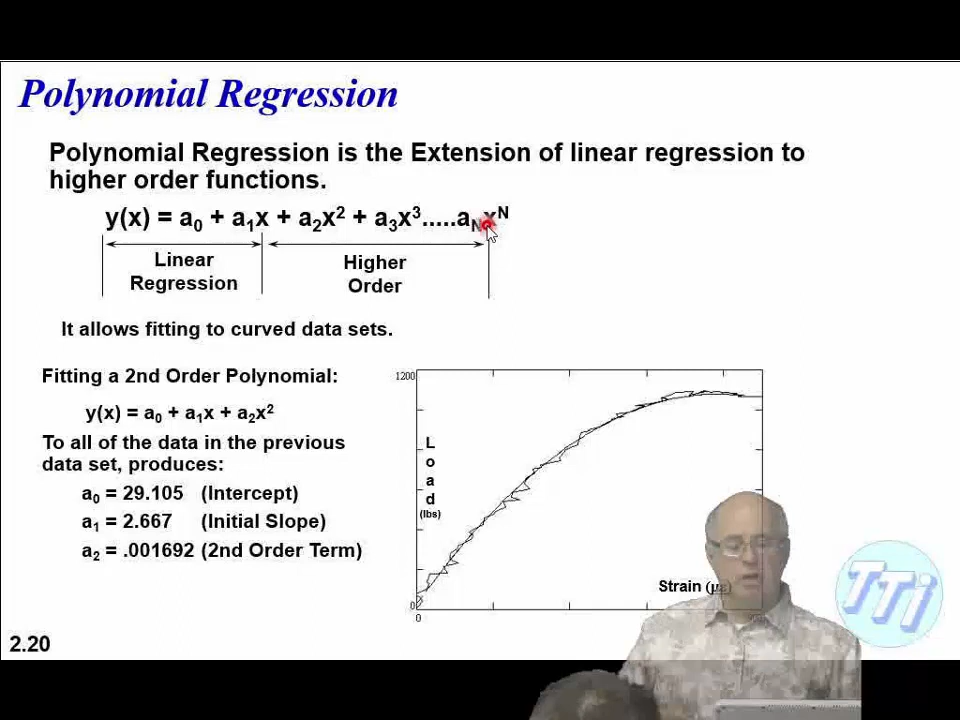 Polynomial Regression
Polynomial Regression is the Extension of linear regression to
higher order functions.
y(x) = a₀ + a₁x + a₂x² + a₃x³.....a_N x^N
Linear
Regression
Higher
Order
It allows fitting to curved data sets.
Fitting a 2nd Order Polynomial:
y(x) = a₀ + a₁x + a₂x²
To all of the data in the previous
data set, produces:
a₀ = 29.105 (Intercept)
a₁ = 2.667 (Initial Slope)
a₂ = .001692 (2nd Order Term)
1200
Load
(lbs)
0
0
Strain (με)
TTi
2.20